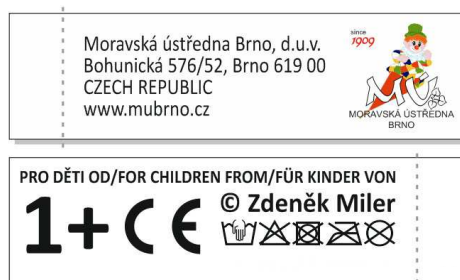 Moravská ústředna Brno, d.u.v.
Bohunická 576/52, Brno 619 00
CZECH REPUBLIC
www.mubrno.cz
since
1909
MÚ
MORAVSKÁ ÚSTŘEDNA
BRNO
PRO DĚTI OD/FOR CHILDREN FROM/FÜR KINDER VON
1+ CE
© Zdeněk Miler